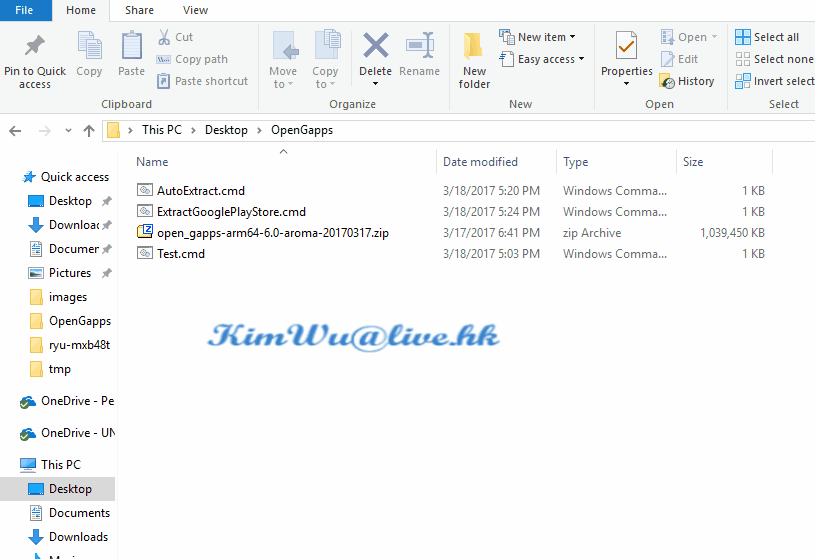 File Home Share View
Pin to Quick access
Copy
Paste
Cut
Copy path
Paste shortcut
Clipboard
Move to
Copy to
Delete
Rename
Organize
New folder
New item
Easy access
New
Properties
Open
Edit
History
Open
Select all
Select none
Invert select
Select
This PC Desktop OpenGapps
Name Date modified Type Size
AutoExtract.cmd 3/18/2017 5:20 PM Windows Comma... 1 KB
ExtractGooglePlayStore.cmd 3/18/2017 5:24 PM Windows Comma... 1 KB
open_gapps-arm64-6.0-aroma-20170317.zip 3/17/2017 6:41 PM zip Archive 1,039,450 KB
Test.cmd 3/18/2017 5:03 PM Windows Comma... 1 KB
Quick access
Desktop
Downloac
Documer
Pictures
images
OpenGapps
ryu-mxb48t
tmp
OneDrive - Pe
OneDrive - UN
This PC
Desktop
Documents
Downloads
KimWu@live.hk